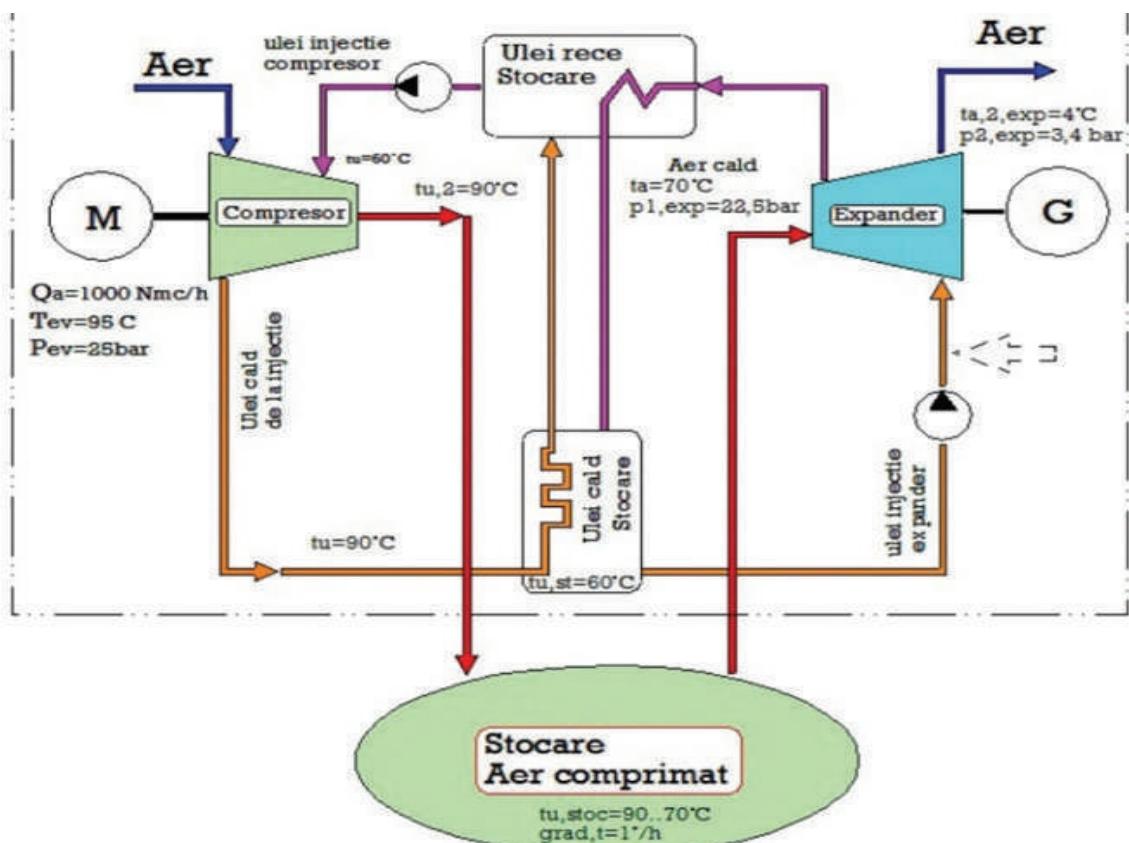 Aer
ulei injectie
compresor
Ulei rece
Stocare
Aer
ta,2,exp=4°C
p2,exp=3,4 bar
tu=60°C
tu,2=90°C
Aer cald
ta=70°C
p1,exp=22,5bar
M
Compresor
Expander
G
Qa=1000 Nmc/h
Tev=95 C
Pev=25bar
Ulei cald
de la injectie
Ulei cald
Stocare
ulei injectie
expander
tu=90°C
tu,st=60°C
Stocare
Aer comprimat
tu,stoc=90..70°C
grad,t=1°/h